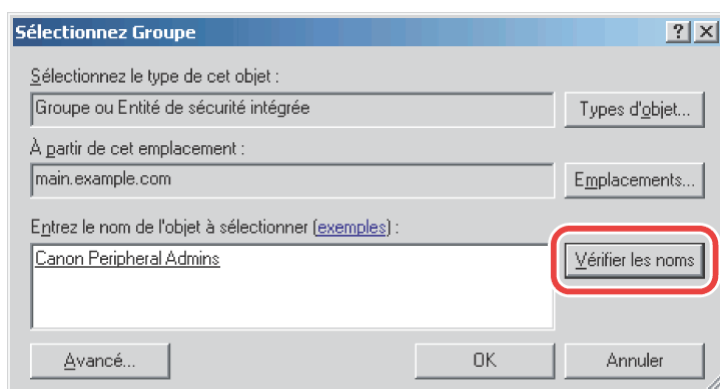 Sélectionnez Groupe
Sélectionnez le type de cet objet :
Groupe ou Entité de sécurité intégrée
Types d'objet...
À partir de cet emplacement :
main.example.com
Emplacements...
Entrez le nom de l'objet à sélectionner (exemples) :
Canon Peripheral Admins
Vérifier les noms
Avancé...
OK
Annuler